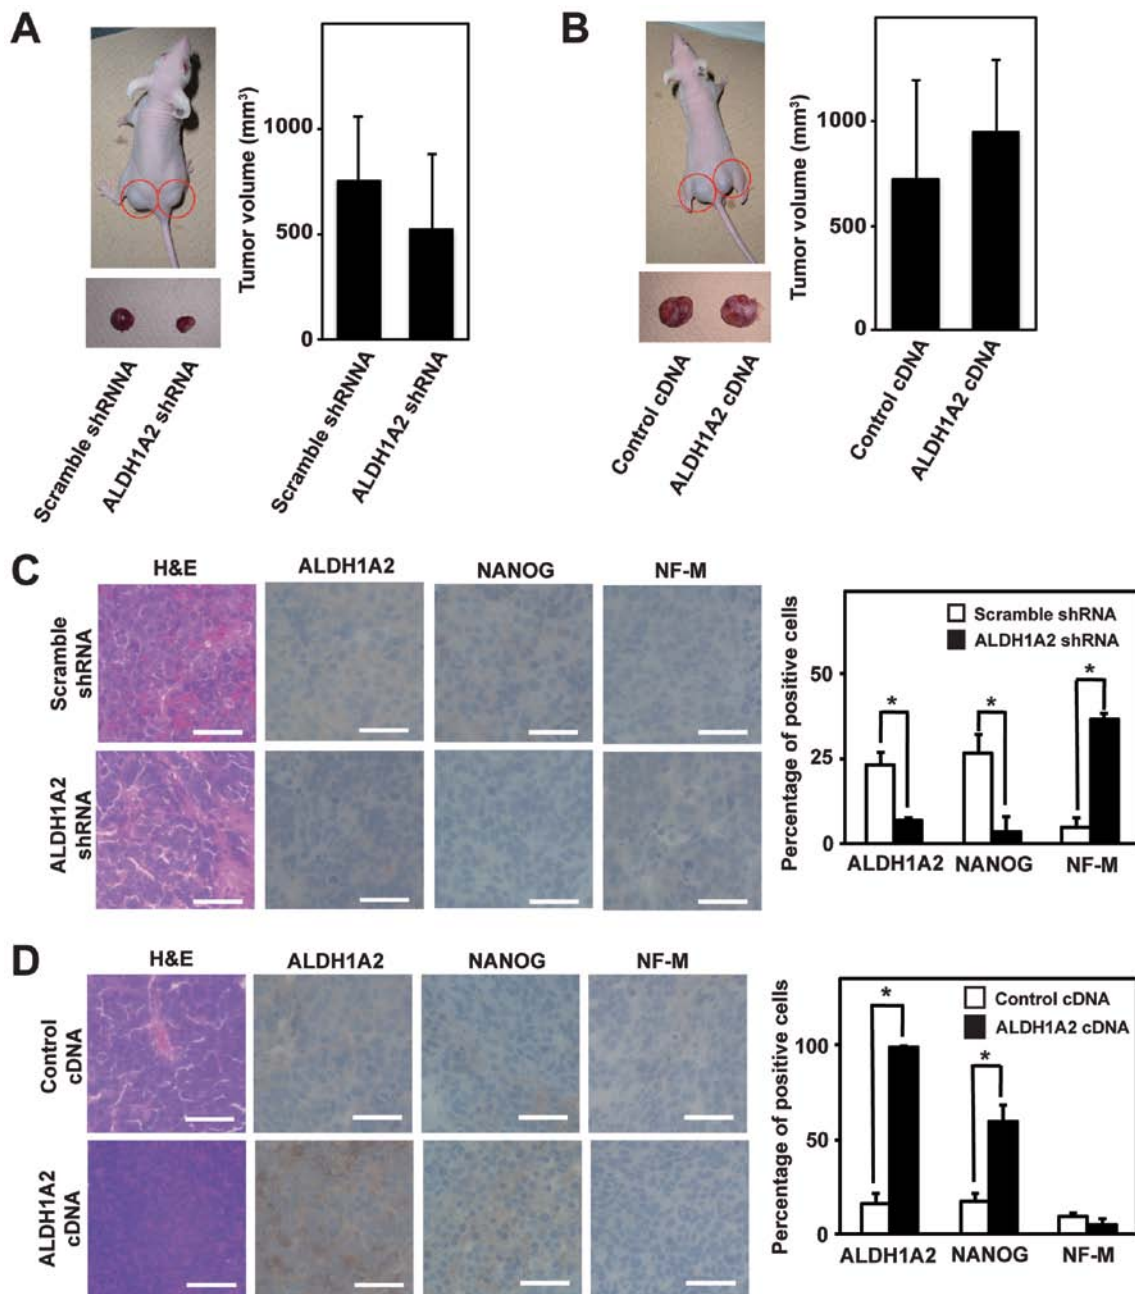 A
Tumor volume (mm³)
1000
500
0
Scramble shRNNA
ALDH1A2 shRNA
Scramble shRNNA
ALDH1A2 shRNA
B
Tumor volume (mm³)
1000
500
0
Control cDNA
ALDH1A2 cDNA
Control cDNA
ALDH1A2 cDNA
C
H&E
ALDH1A2
NANOG
NF-M
Scramble
shRNA
ALDH1A2
shRNA
Percentage of positive cells
50
25
0
Scramble shRNA
ALDH1A2 shRNA
*
*
*
ALDH1A2
NANOG
NF-M
D
H&E
ALDH1A2
NANOG
NF-M
Control
cDNA
ALDH1A2
cDNA
Percentage of positive cells
100
50
0
Control cDNA
ALDH1A2 cDNA
*
*
ALDH1A2
NANOG
NF-M